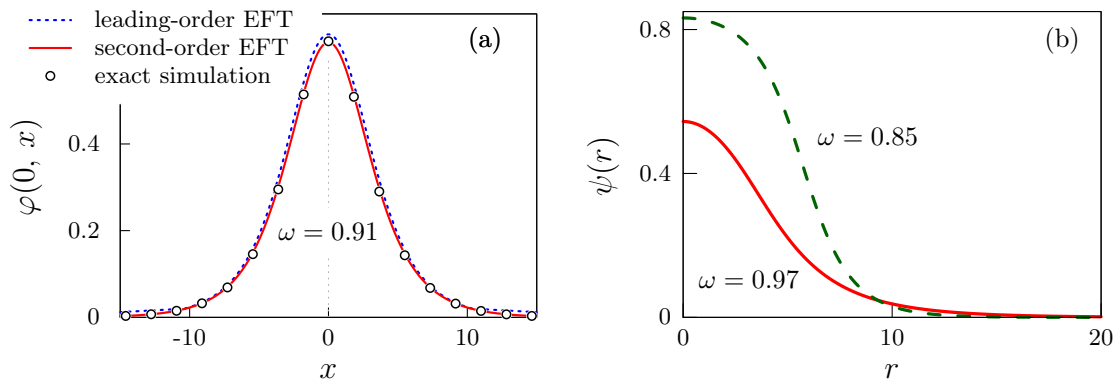 leading-order EFT
second-order EFT
exact simulation
(a)
φ(0, x)
0.4
0.2
0
ω = 0.91
-10
0
10
x
(b)
ψ(r)
0.8
0.4
0
ω = 0.85
ω = 0.97
0
10
20
r